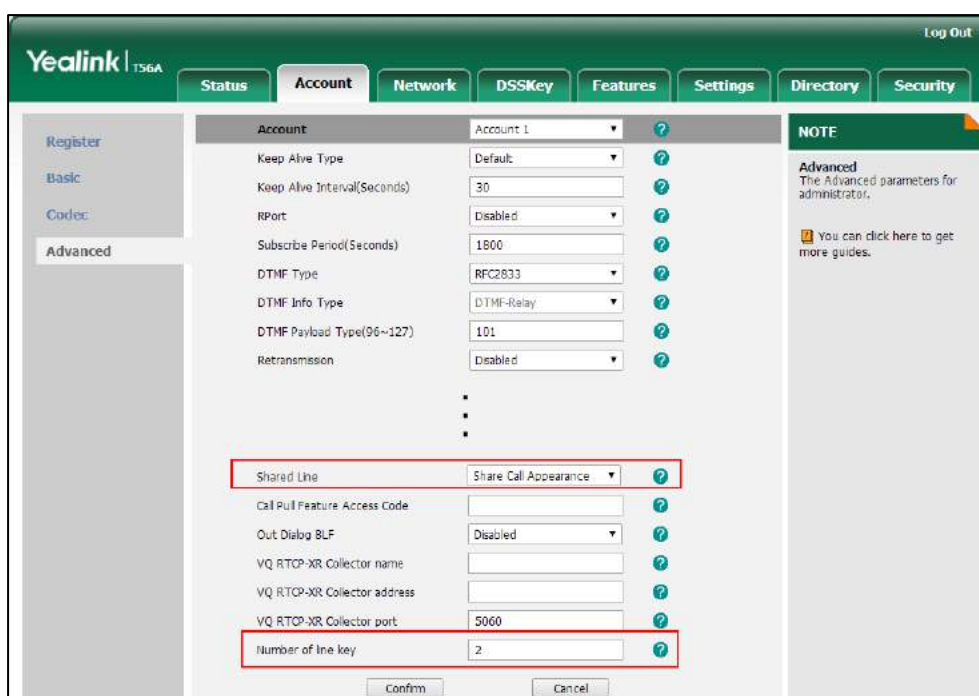 Log Out
Yealink | T56A
Status Account Network DSSKey Features Settings Directory Security
Register
Basic
Codec
Advanced
Account Account 1
Keep Alive Type Default
Keep Alive Interval(Seconds) 30
RPort Disabled
Subscribe Period(Seconds) 1800
DTMF Type RFC2833
DTMF Info Type DTMF-Relay
DTMF Payload Type(96~127) 101
Retransmission Disabled
Shared Line Share Call Appearance
Call Pull Feature Access Code
Out Dialog BLF Disabled
VQ RTCP-XR Collector name
VQ RTCP-XR Collector address
VQ RTCP-XR Collector port 5060
Number of line key 2
Confirm Cancel
NOTE
Advanced
The Advanced parameters for
administrator.
You can click here to get
more guides.